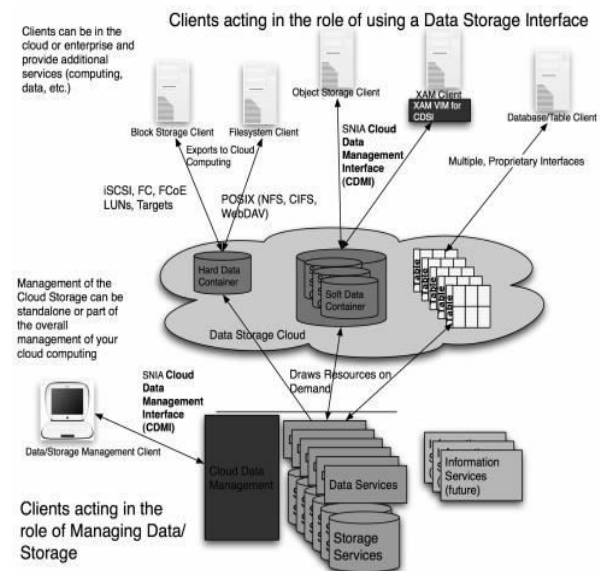 Clients acting in the role of using a Data Storage Interface
Clients can be in the
cloud or enterprise and
provide additional
services (computing,
data, etc.)
Object Storage Client
XAM Client
XAM VIM for
CDSI
Block Storage Client
Filesystem Client
Database/Table Client
Exports to Cloud
Computing
SNIA Cloud
Data
Management
Interface
(CDMI)
Multiple, Proprietary Interfaces
iSCSI, FC, FCoE
LUNs, Targets
POSIX (NFS, CIFS,
WebDAV)
Hard Data
Container
Soft Data
Container
Table
Table
Table
Table
Management of the
Cloud Storage can be
standalone or part of
the overall
management of your
cloud computing
Data Storage Cloud
Draws Resources on
Demand
SNIA Cloud
Data
Management
Interface
(CDMI)
Data/Storage Management Client
Cloud Data
Management
Data Services
Information
Services
(future)
Storage
Services
Clients acting in the
role of Managing Data/
Storage